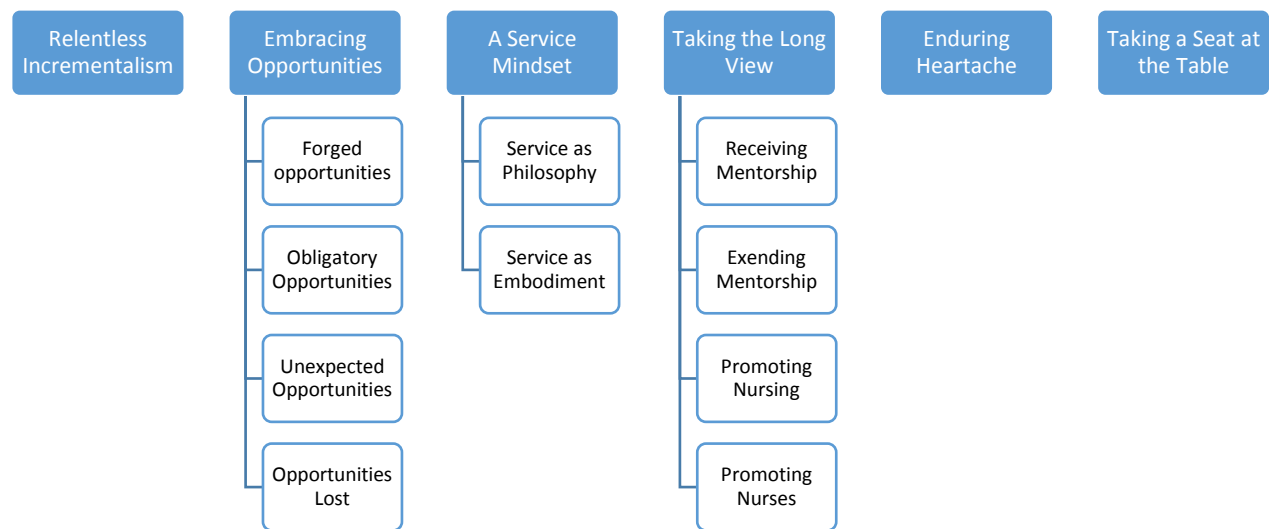 Relentless
Incrementalism
Embracing
Opportunities
Forged
opportunities
Obligatory
Opportunities
Unexpected
Opportunities
Opportunities
Lost
A Service
Mindset
Service as
Philosophy
Service as
Embodiment
Taking the Long
View
Receiving
Mentorship
Exending
Mentorship
Promoting
Nursing
Promoting
Nurses
Enduring
Heartache
Taking a Seat at
the Table